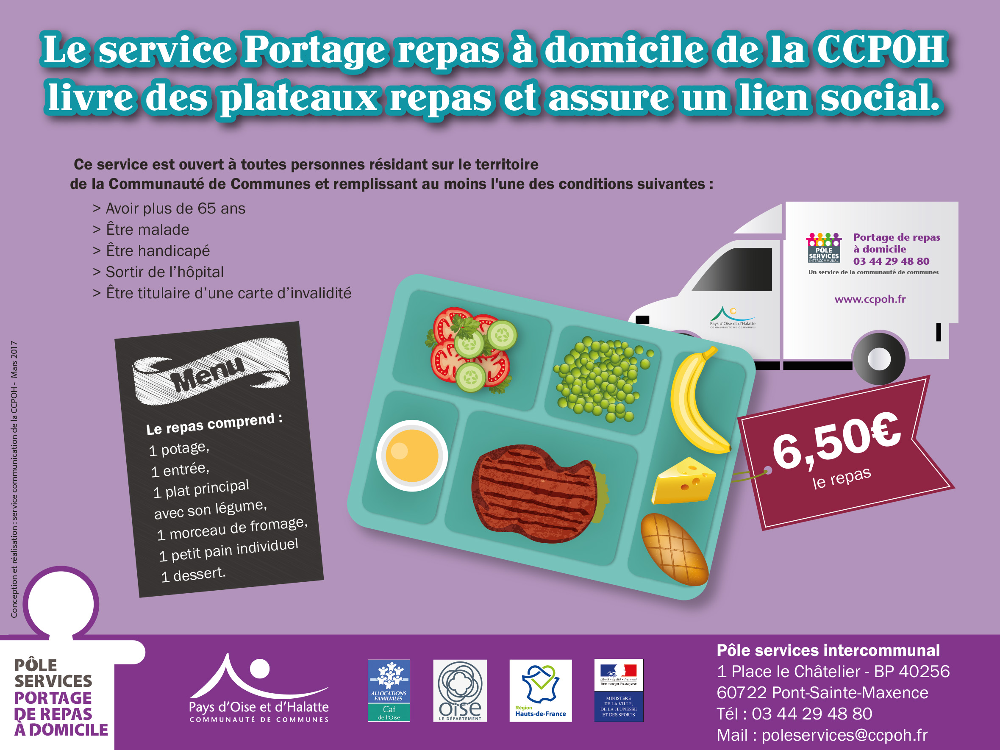 Le service Portage repas à domicile de la CCPOH
livre des plateaux repas et assure un lien social.
Ce service est ouvert à toutes personnes résidant sur le territoire
de la Communauté de Communes et remplissant au moins l'une des conditions suivantes :
> Avoir plus de 65 ans
> Être malade
> Être handicapé
> Sortir de l’hôpital
> Être titulaire d’une carte d’invalidité
PÔLE
SERVICES
INTERCOMMUNAL
Portage de repas
à domicile
03 44 29 48 80
Un service de la communauté de communes
www.ccpoh.fr
Pays d'Oise et d'Halatte
COMMUNAUTÉ DE COMMUNES
Menu
Le repas comprend :
1 potage,
1 entrée,
1 plat principal
avec son légume,
1 morceau de fromage,
1 petit pain individuel
1 dessert.
6,50€
le repas
Conception et réalisation : service communication de la CCPOH - Mars 2017
PÔLE
SERVICES
PORTAGE
DE REPAS
À DOMICILE
Pays d’Oise et d’Halatte
COMMUNAUTÉ DE COMMUNES
ALLOCATIONS
FAMILIALES
Caf
de l'Oise
oise
LE DÉPARTEMENT
Région
Hauts-de-France
Liberté • Égalité • Fraternité
RÉPUBLIQUE FRANÇAISE
MINISTÈRE
DE LA VILLE,
DE LA JEUNESSE
ET DES SPORTS
Pôle services intercommunal
1 Place le Châtelier - BP 40256
60722 Pont-Sainte-Maxence
Tél : 03 44 29 48 80
Mail : poleservices@ccpoh.fr